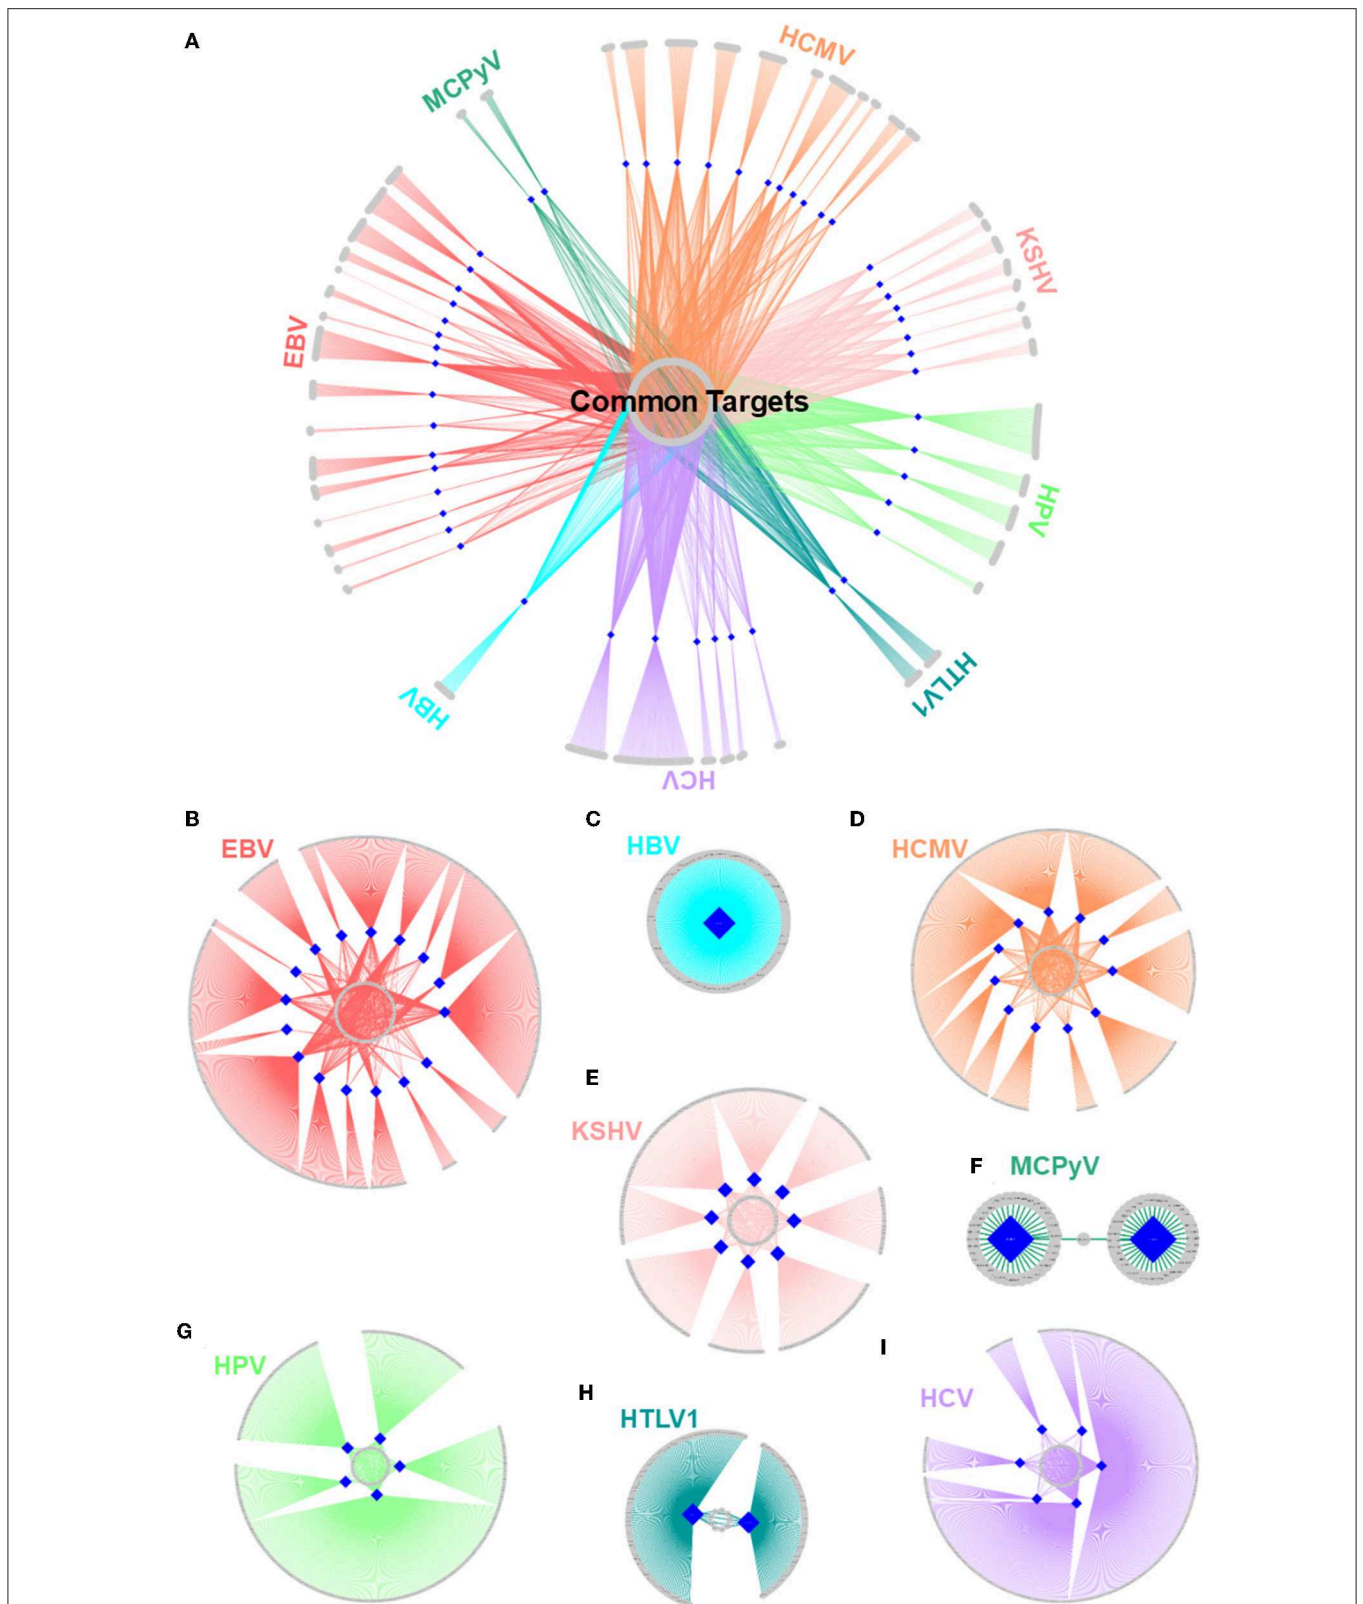 A
HCMV
MCPyV
KSHV
EBV
Common Targets
HPV
HTLV1
HBV
HCV
B
EBV
C
HBV
D
HCMV
E
KSHV
F
MCPyV
G
HPV
H
HTLV1
I
HCV